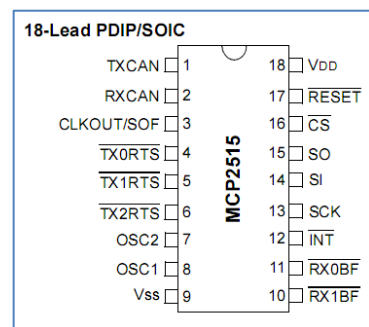 18-Lead PDIP/SOIC
TXCAN 1 18 VDD
RXCAN 2 17 RESET
CLKOUT/SOF 3 16 CS
TX0RTS 4 15 SO
TX1RTS 5 14 SI
TX2RTS 6 13 SCK
OSC2 7 12 INT
OSC1 8 11 RX0BF
Vss 9 10 RX1BF
MCP2515